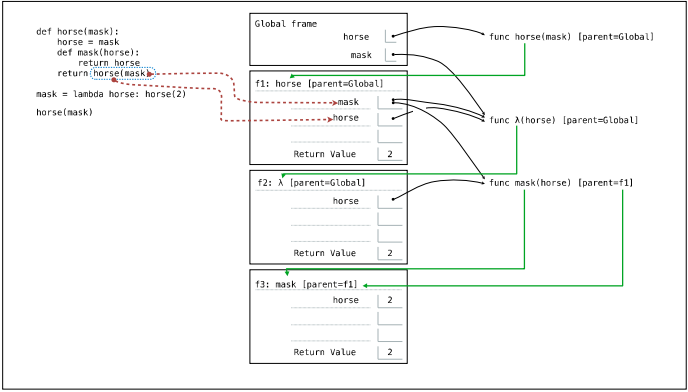 def horse(mask):
horse = mask
def mask(horse):
return horse
return horse(mask)
mask = lambda horse: horse(2)
horse(mask)
Global frame
horse
mask
func horse(mask) [parent=Global]
f1: horse [parent=Global]
mask
horse
Return Value 2
func λ(horse) [parent=Global]
f2: λ [parent=Global]
horse
Return Value 2
func mask(horse) [parent=f1]
f3: mask [parent=f1]
horse 2
Return Value 2